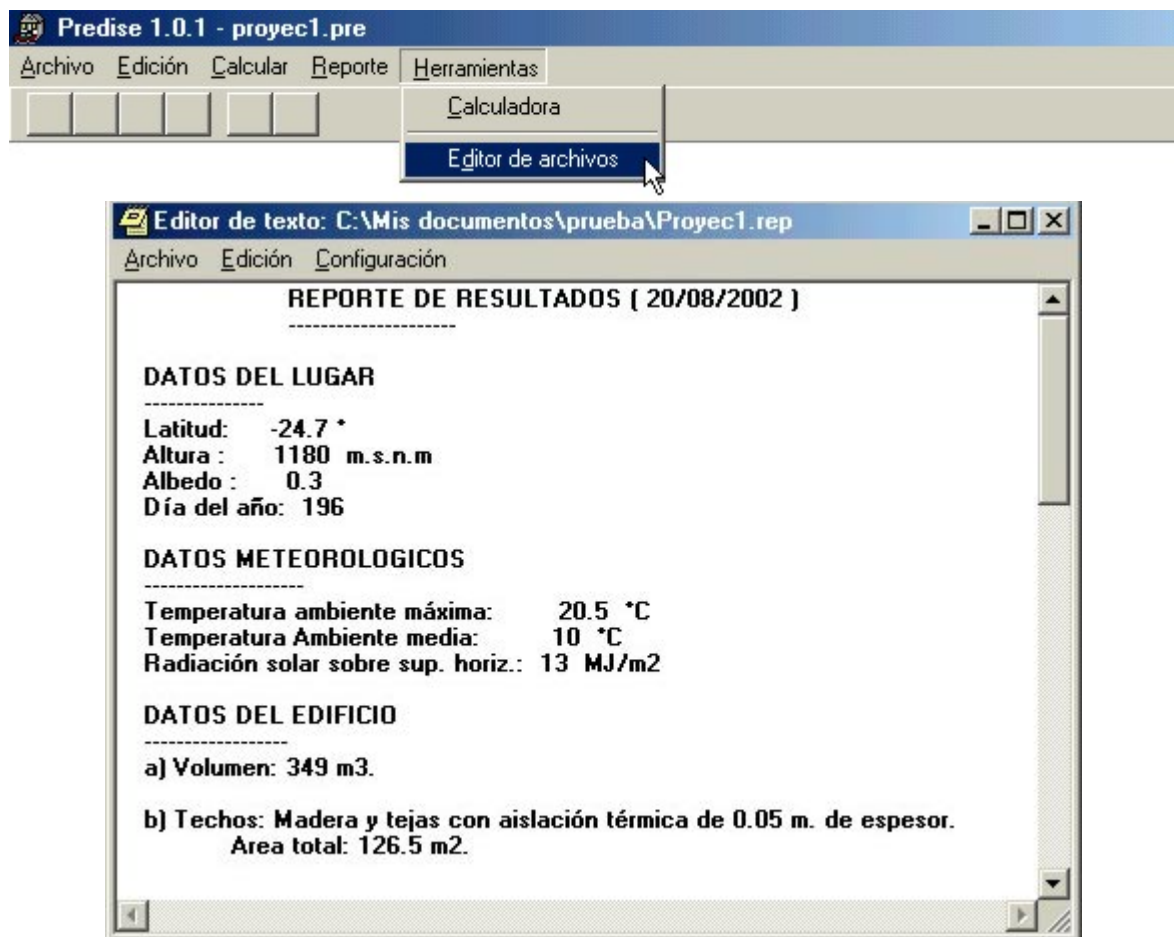 Predise 1.0.1 - proyec1.pre
Archivo Edición Calcular Reporte Herramientas
Calculadora
Editor de archivos
Editor de texto: C:\Mis documentos\prueba\Proyec1.rep
Archivo Edición Configuración
REPORTE DE RESULTADOS ( 20/08/2002 )
---------------------
DATOS DEL LUGAR
---------------
Latitud: -24.7 °
Altura : 1180 m.s.n.m
Albedo : 0.3
Día del año: 196
DATOS METEOROLOGICOS
--------------------
Temperatura ambiente máxima: 20.5 °C
Temperatura Ambiente media: 10 °C
Radiación solar sobre sup. horiz.: 13 MJ/m2
DATOS DEL EDIFICIO
------------------
a) Volumen: 349 m3.
b) Techos: Madera y tejas con aislación térmica de 0.05 m. de espesor.
Area total: 126.5 m2.